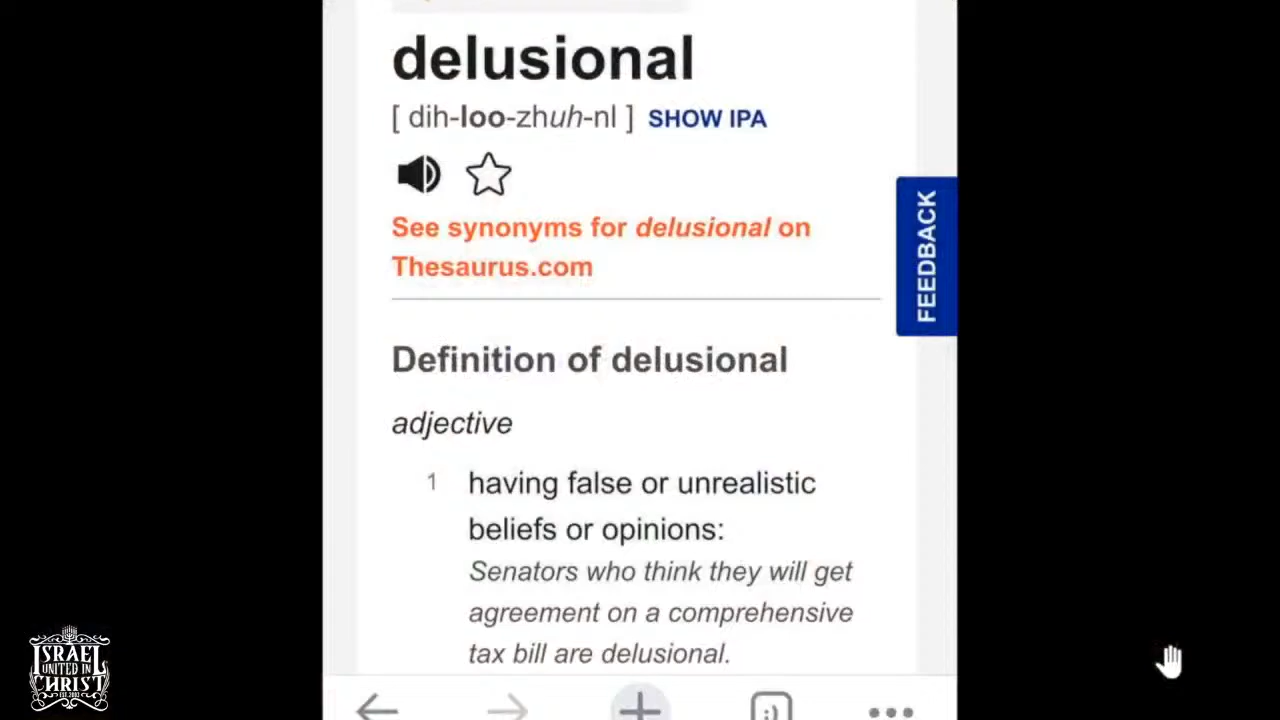 delusional
[ dih-loo-zhuh-nl ] SHOW IPA
See synonyms for delusional on
Thesaurus.com
FEEDBACK
Definition of delusional
adjective
1 having false or unrealistic
beliefs or opinions:
Senators who think they will get
agreement on a comprehensive
tax bill are delusional.
:)
ISRAEL
UNITED IN
CHRIST
EST. 2003